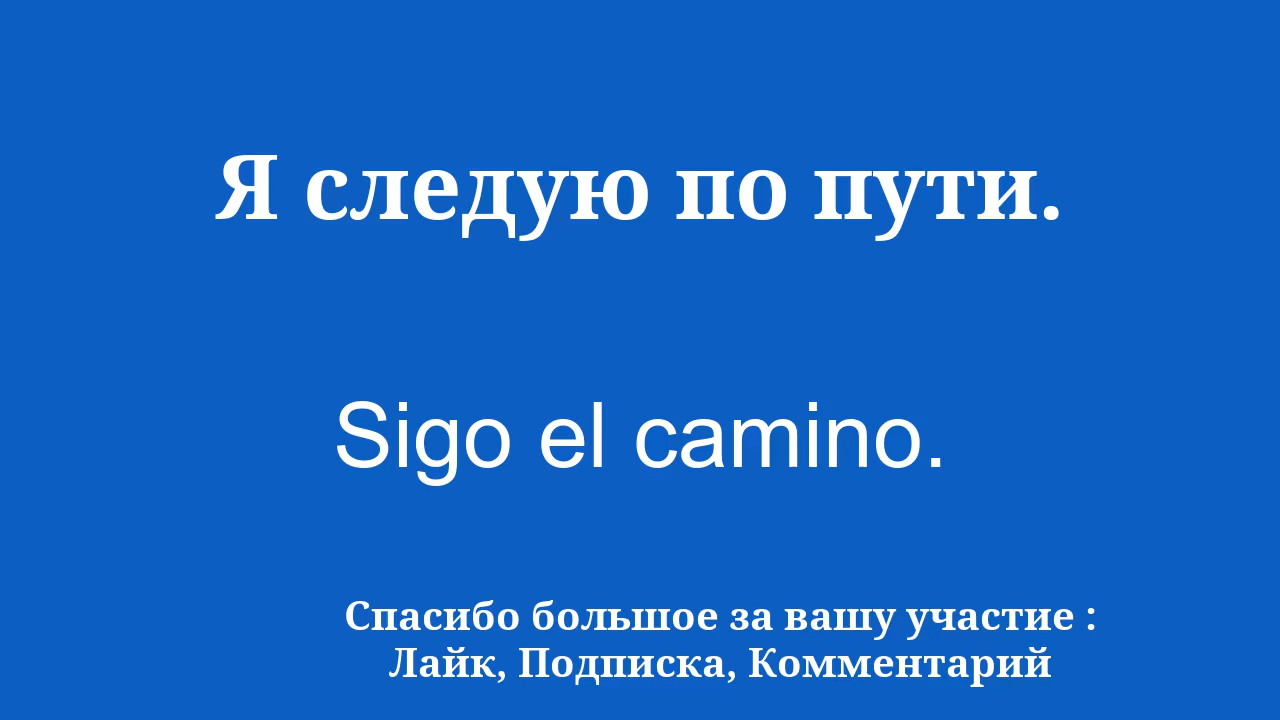 Я следую по пути.
Sigo el camino.
Спасибо большое за вашу участие :
Лайк, Подписка, Комментарий